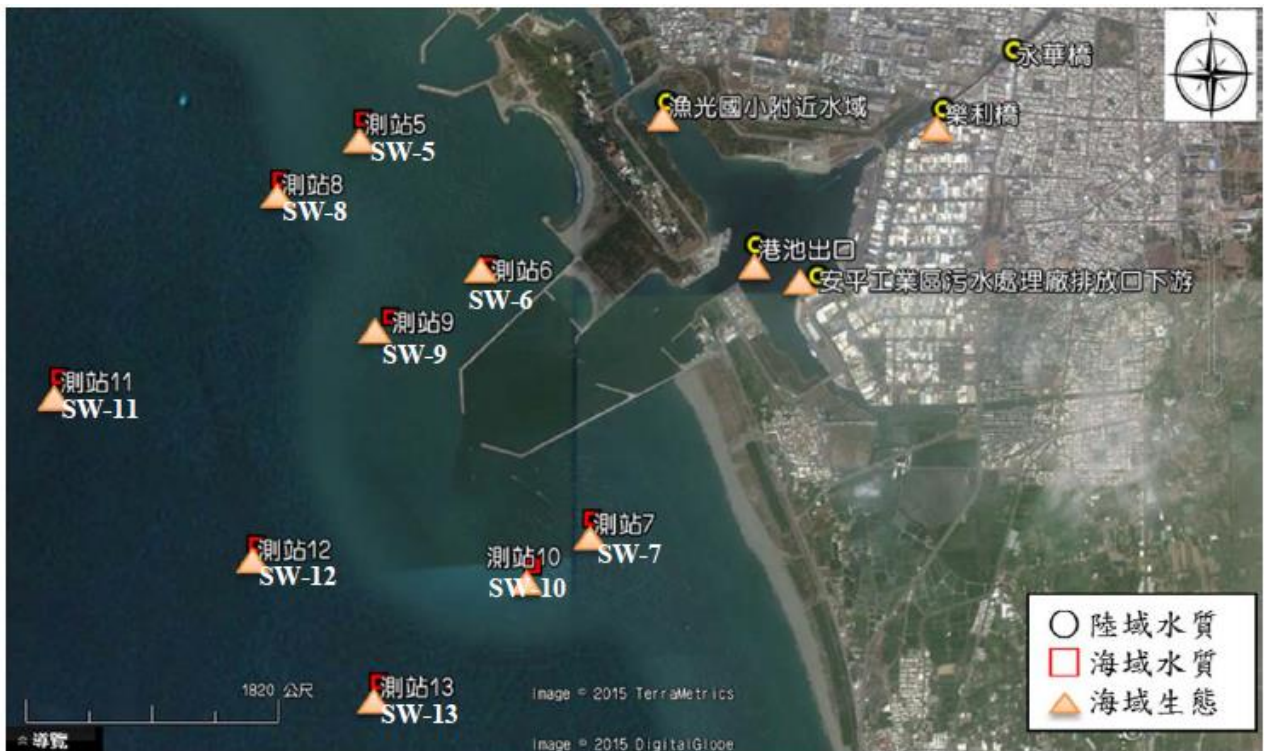 N
永華橋
漁光國小附近水域
樂利橋
測站5
SW-5
測站8
SW-8
港池出口
安平工業區污水處理廠排放口下游
測站6
SW-6
測站9
SW-9
測站11
SW-11
測站7
SW-7
測站12
SW-12
測站10
SW-10
測站13
SW-13
1820 公尺
Image © 2015 TerraMetrics
Image © 2015 DigitalGlobe
導覽
陸域水質
海域水質
海域生態